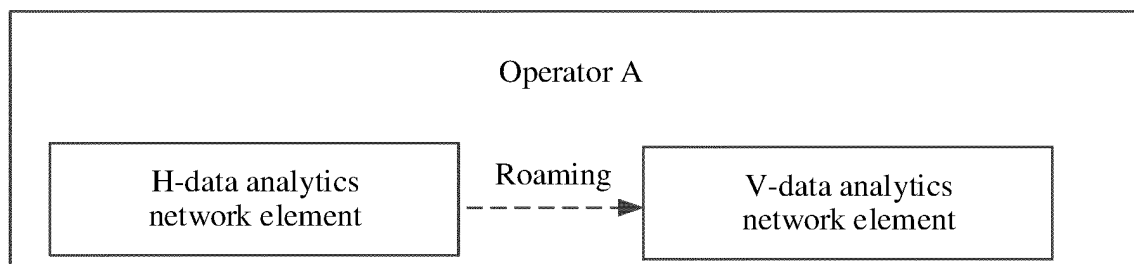 Operator A
H-data analytics
network element
Roaming
V-data analytics
network element